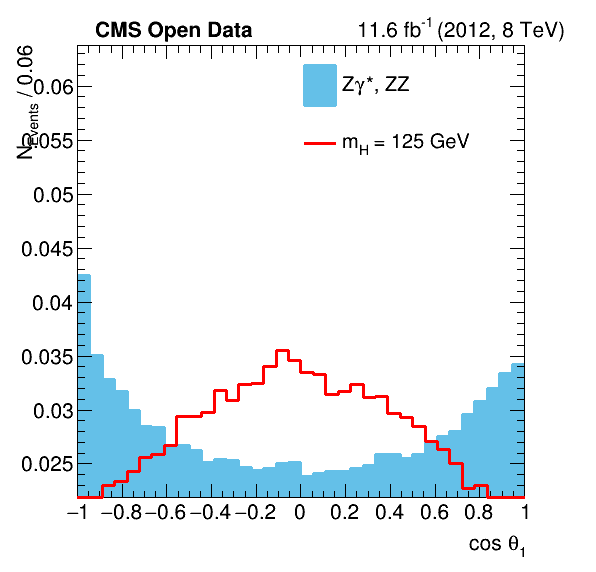 CMS Open Data 11.6 fb⁻¹ (2012, 8 TeV)
N_Events / 0.06
Zγ*, ZZ
m_H = 125 GeV
0.06
0.055
0.05
0.045
0.04
0.035
0.03
0.025
−1 −0.8 −0.6 −0.4 −0.2 0 0.2 0.4 0.6 0.8 1
cos θ₁